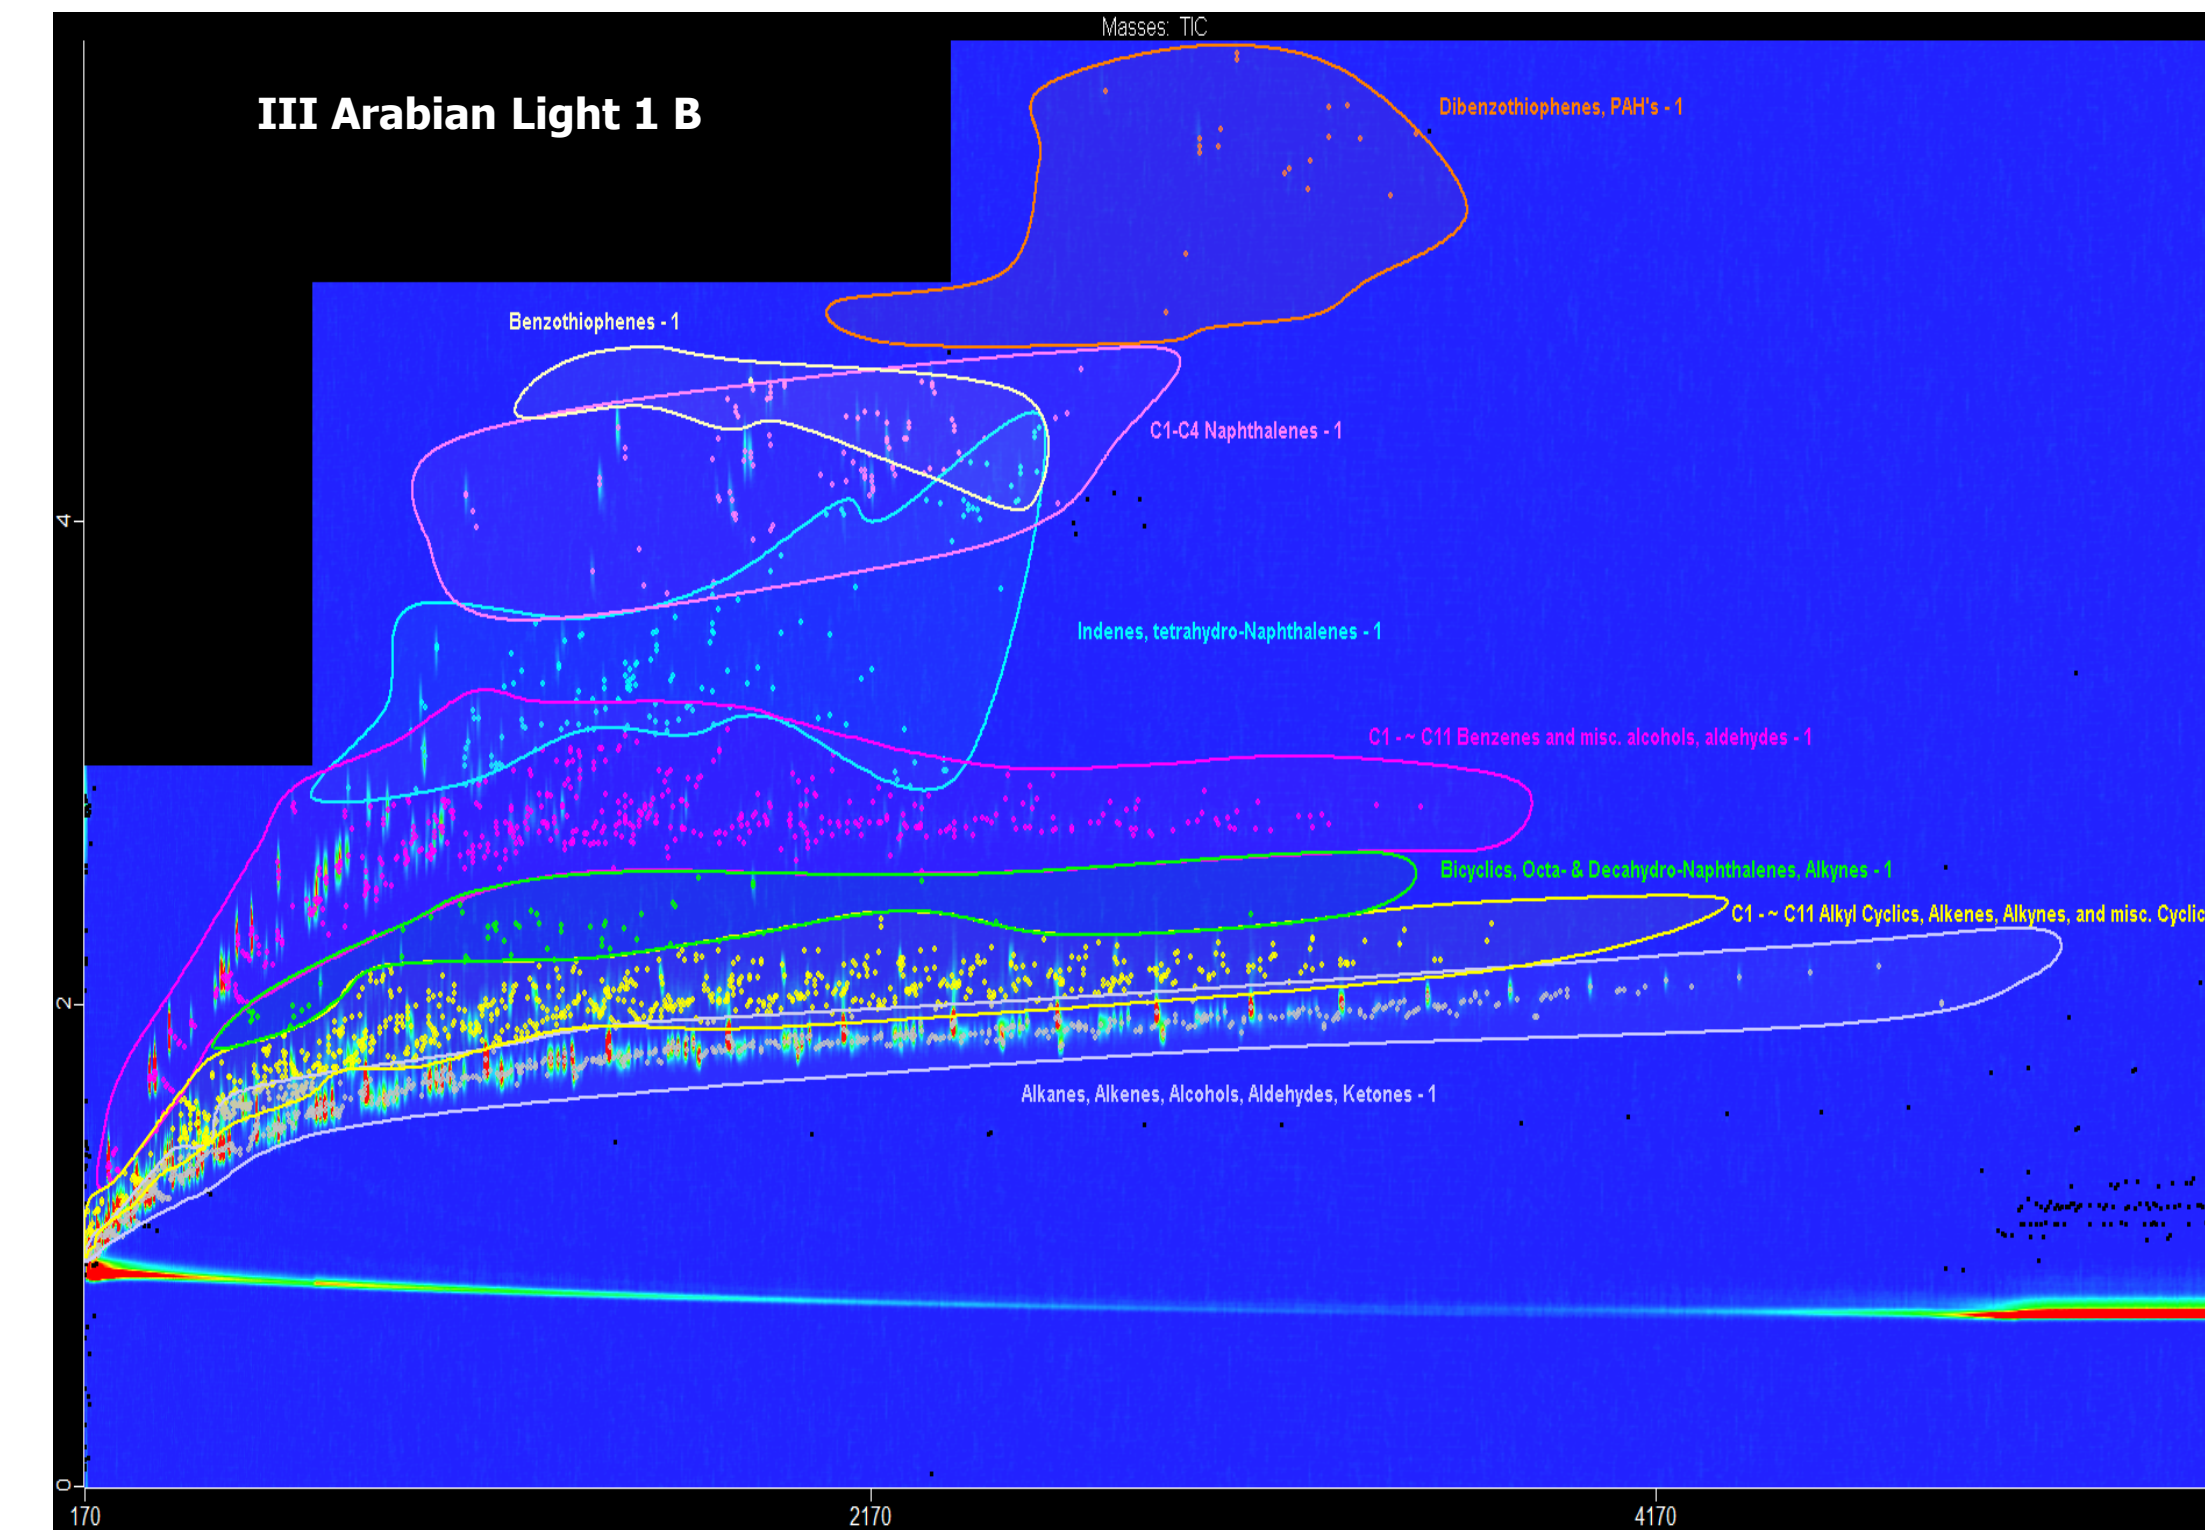 Masses: TIC
III Arabian Light 1 B
Dibenzothiophenes, PAH's - 1
Benzothiophenes - 1
C1-C4 Naphthalenes - 1
4
Indenes, tetrahydro-Naphthalenes - 1
C1 - ~ C11 Benzenes and misc. alcohols, aldehydes - 1
Bicyclics, Octa- & Decahydro-Naphthalenes, Alkynes - 1
C1 - ~ C11 Alkyl Cyclics, Alkenes, Alkynes, and misc. Cyclic
2
Alkanes, Alkenes, Alcohols, Aldehydes, Ketones - 1
0
170 2170 4170